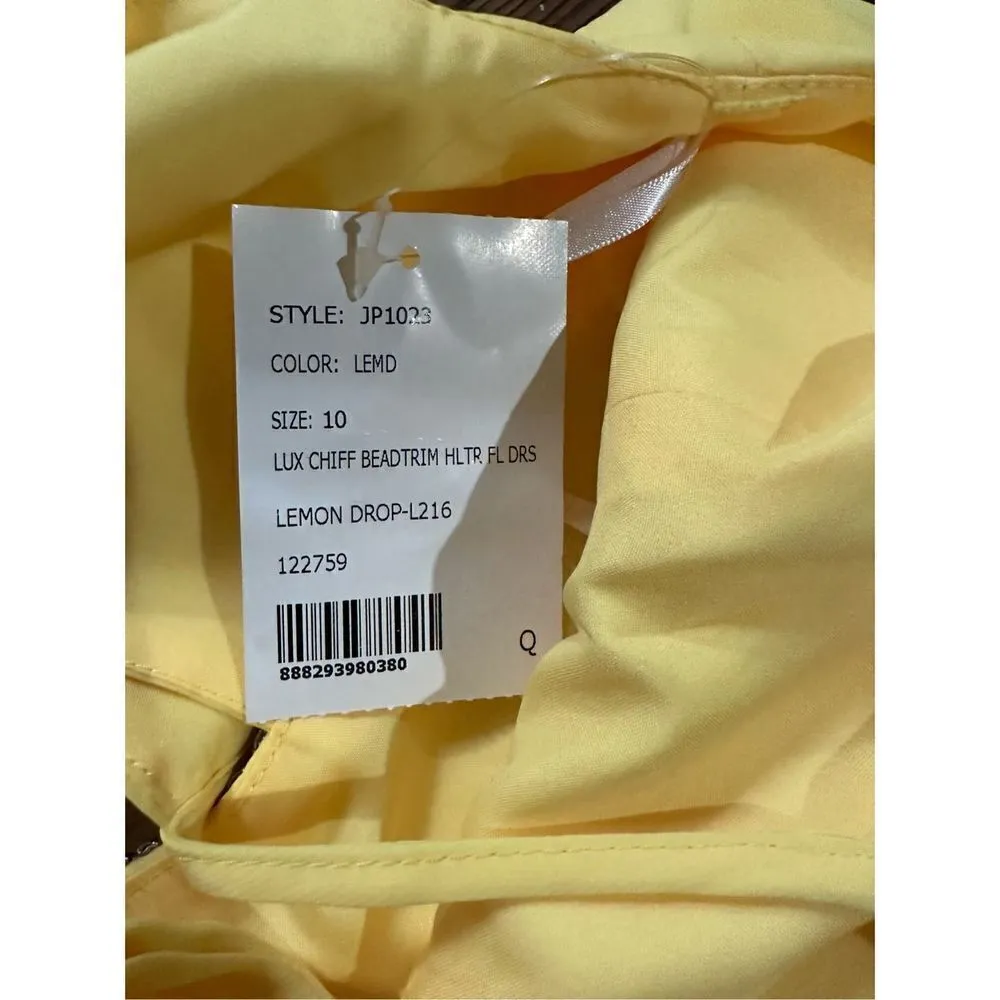 STYLE: JP1023
COLOR: LEMD
SIZE: 10
LUX CHIFF BEADTRIM HLTR FL DRS
LEMON DROP-L216
122759
888293980380
Q